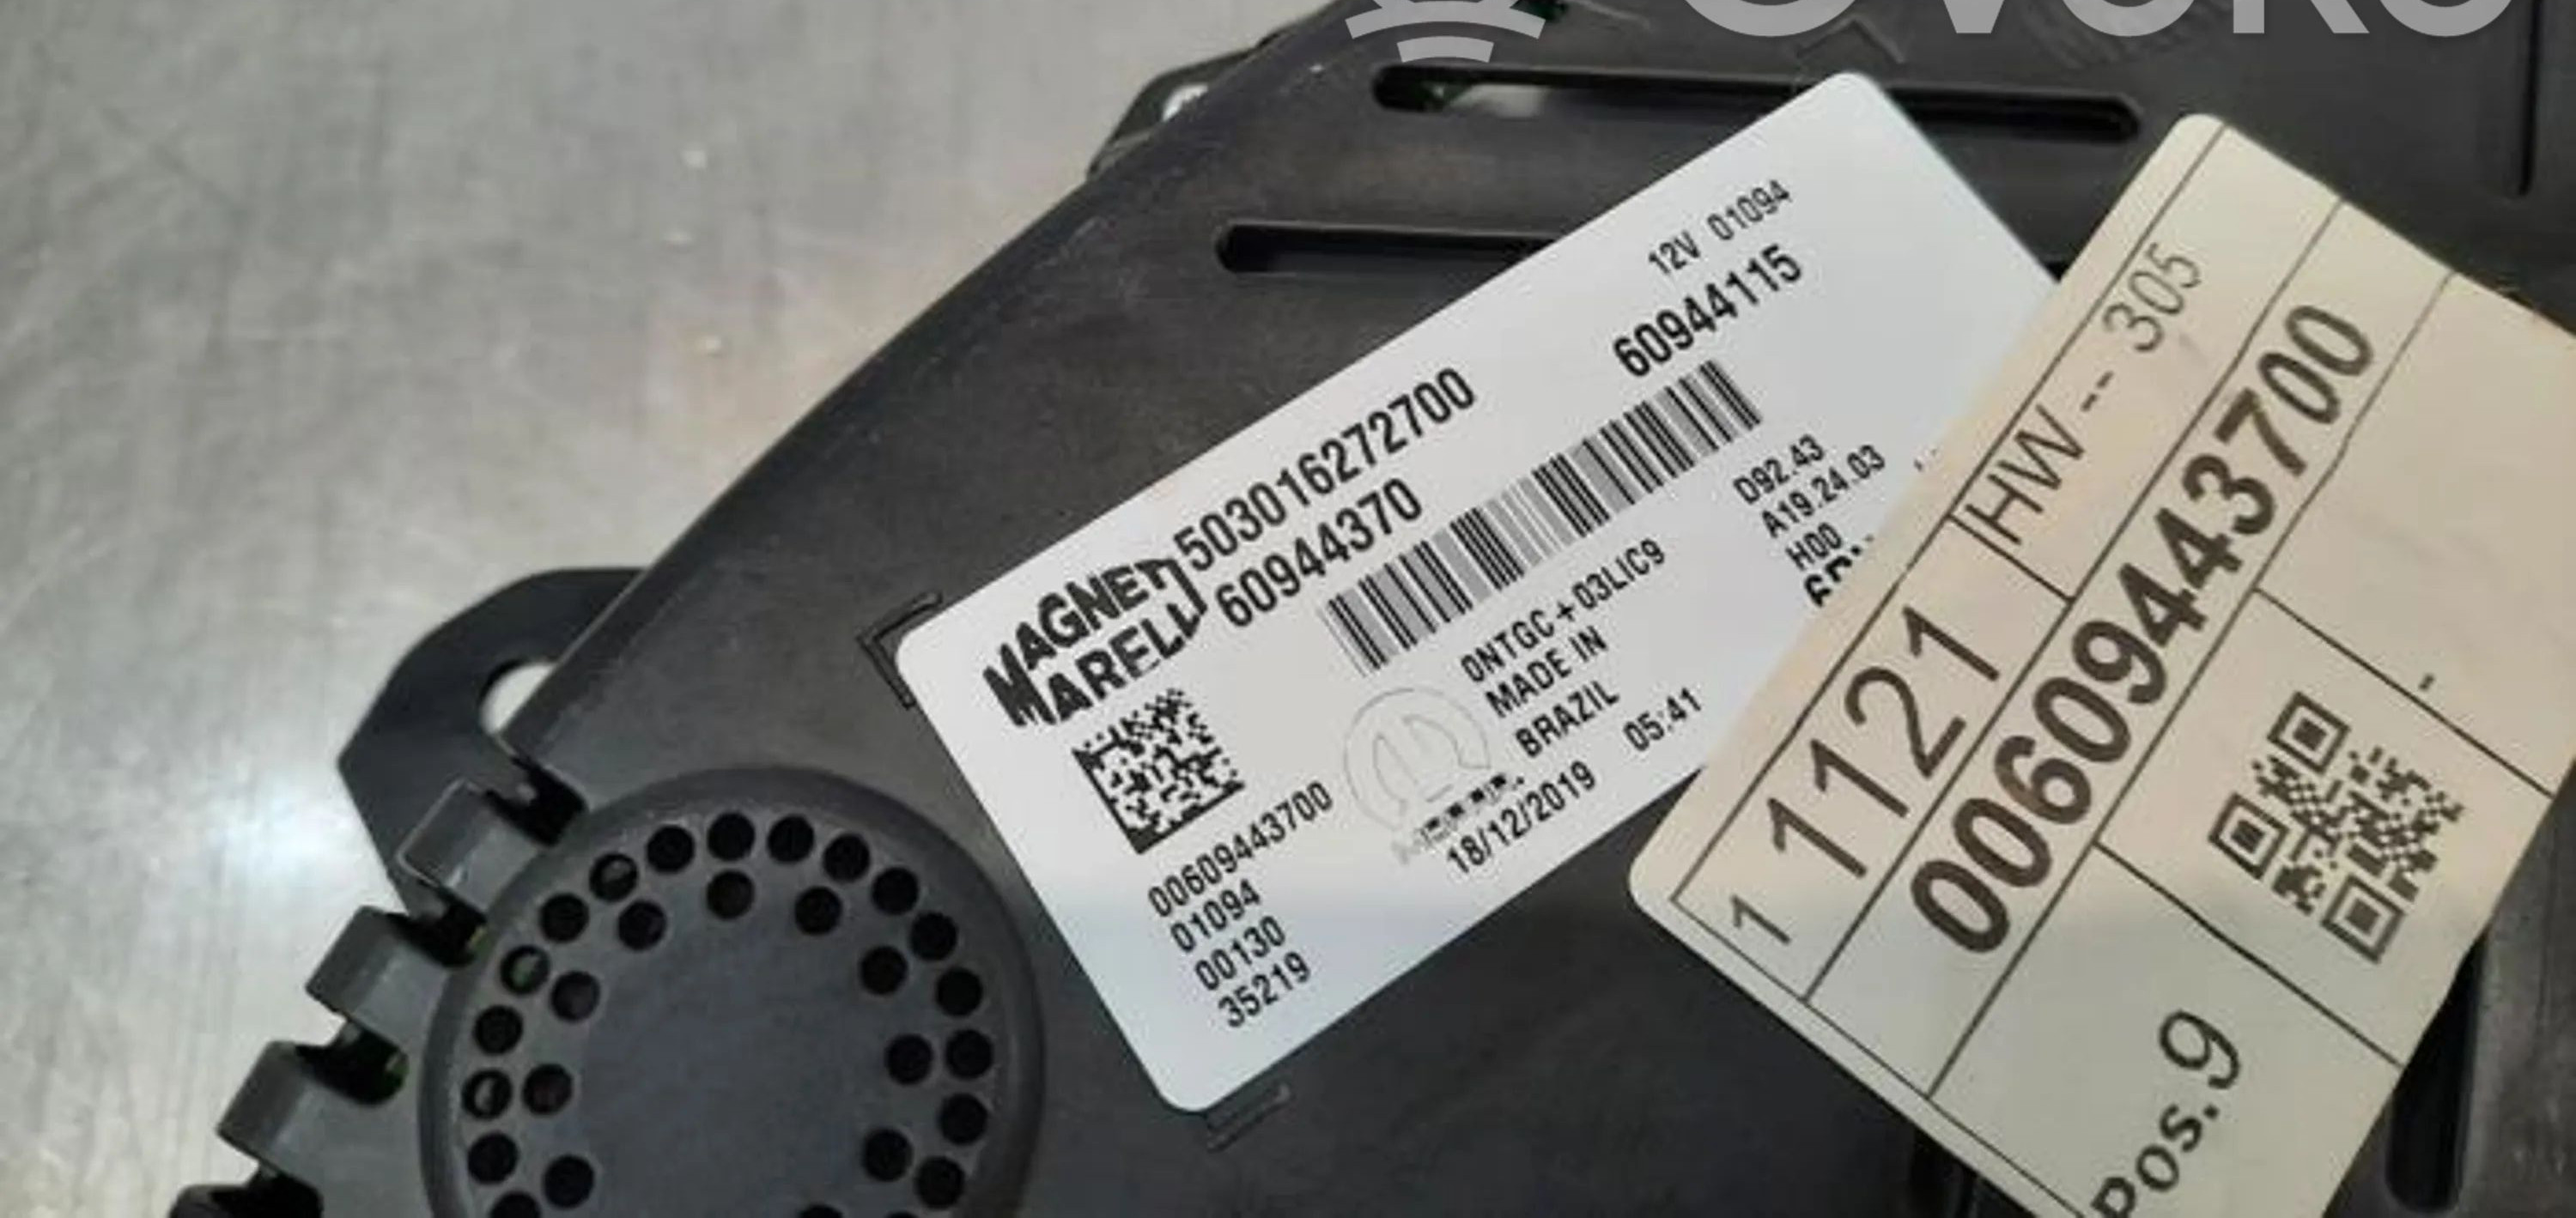 OVOKO
MAGNETI
MARELLI
503016272700
60944370
12V 01094
60944115
D92.43
A19.24.03
H00
0NTGC+03LIC9
MADE IN
BRAZIL
18/12/2019 05:41
00609443700
01094
00130
35219
1 1121 HW -- 305
00609443700
Pos.9